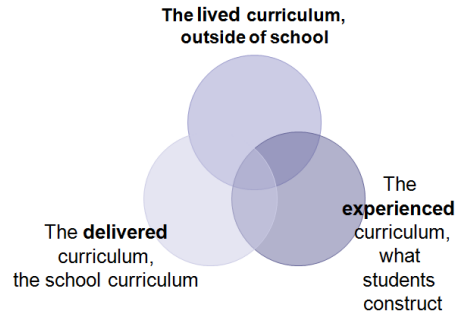 The lived curriculum,
outside of school
The delivered
curriculum,
the school curriculum
The
experienced
curriculum,
what
students
construct